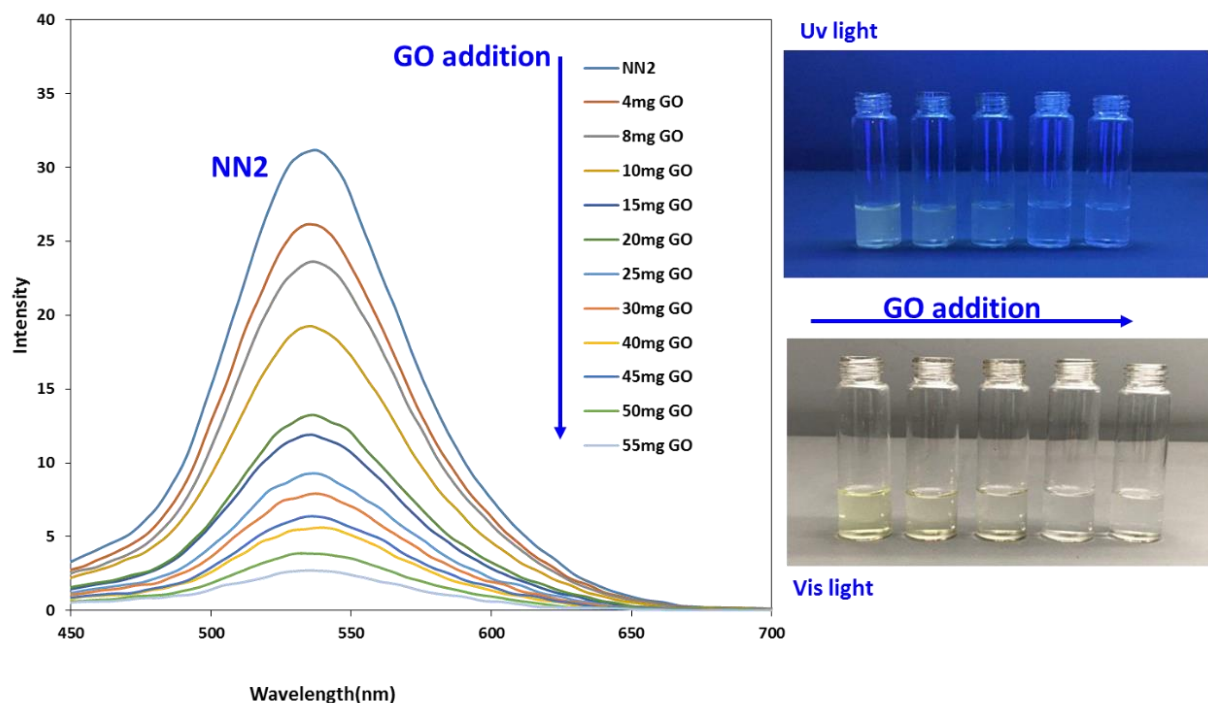 40
35
30
25
20
15
10
5
0
Intensity
450
500
550
600
650
700
Wavelength(nm)
NN2
GO addition
NN2
4mg GO
8mg GO
10mg GO
15mg GO
20mg GO
25mg GO
30mg GO
40mg GO
45mg GO
50mg GO
55mg GO
Uv light
GO addition
Vis light